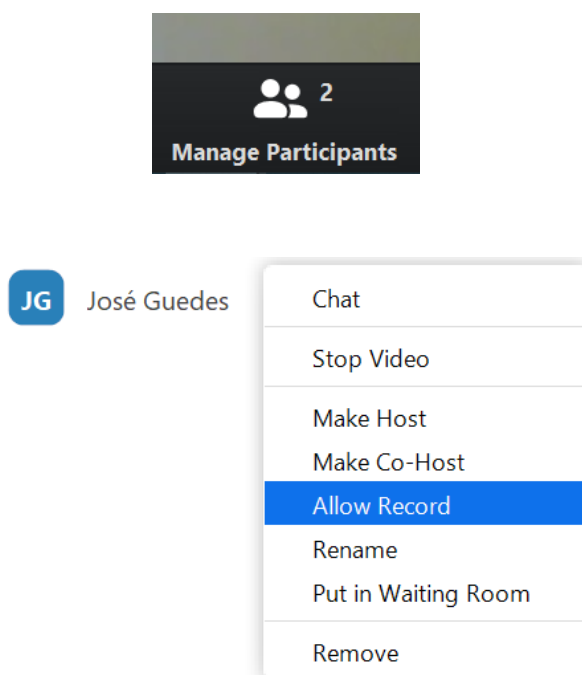 2
Manage Participants
JG José Guedes
Chat
Stop Video
Make Host
Make Co-Host
Allow Record
Rename
Put in Waiting Room
Remove